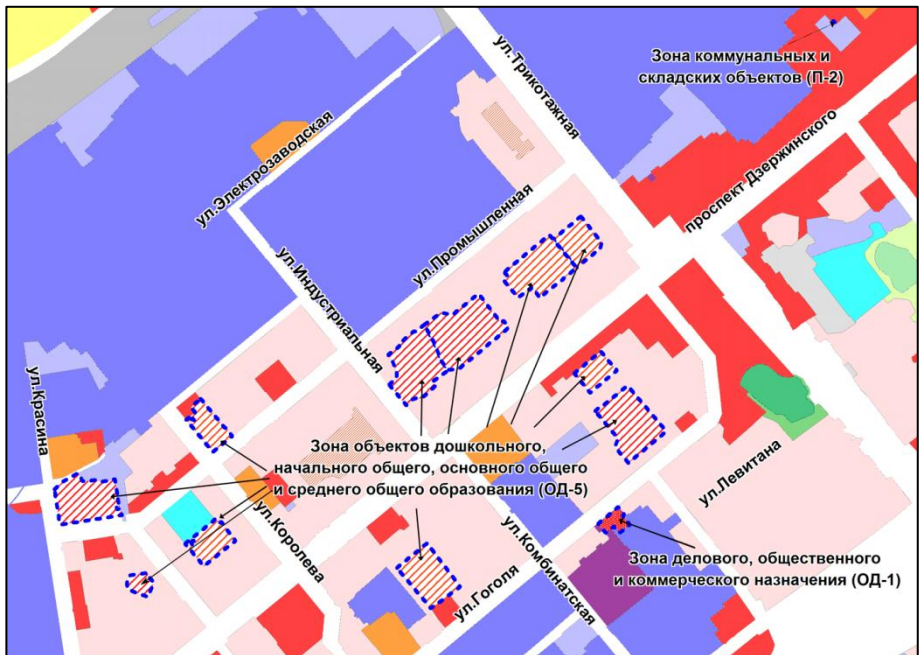 ул.Трикотажная
Зона коммунальных и
складских объектов (П-2)
ул.Электрозаводская
проспект Дзержинского
ул.Промышленная
ул.Индустриальная
ул.Красина
Зона объектов дошкольного,
начального общего, основного общего
и среднего общего образования (ОД-5)
ул.Левитана
ул.Королева
ул.Комбинатская
ул.Гоголя
Зона делового, общественного
и коммерческого назначения (ОД-1)